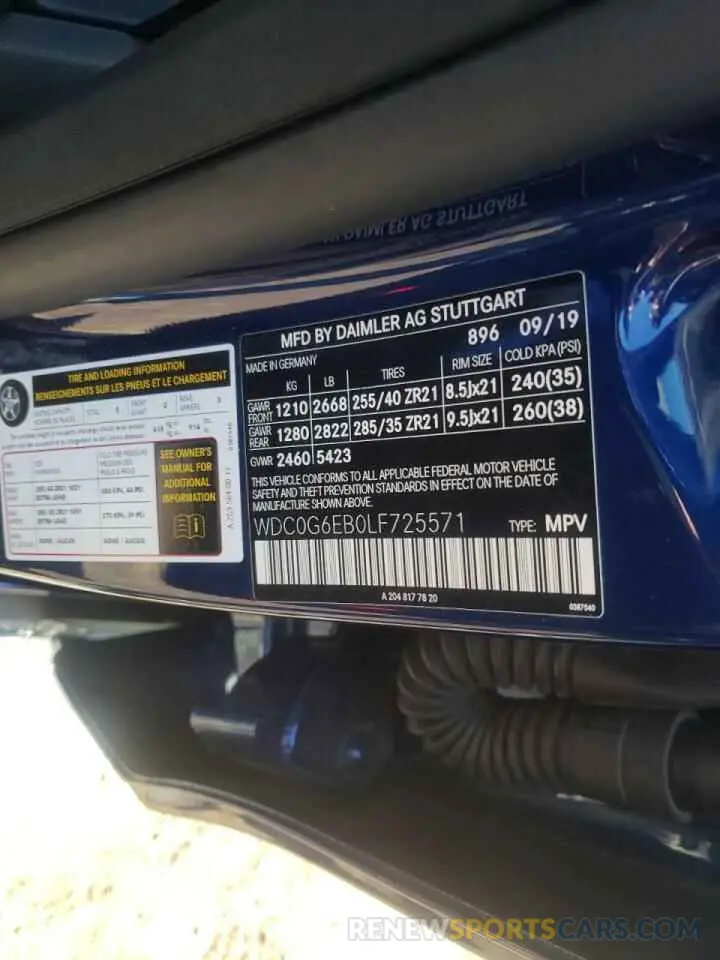 MFD BY DAIMLER AG STUTTGART
MADE IN GERMANY 896 09/19
KG LB TIRES RIM SIZE COLD KPA(PSI)
GAWR FRONT 1210 2668 255/40 ZR21 8.5Jx21 240(35)
GAWR REAR 1280 2822 285/35 ZR21 9.5Jx21 260(38)
GVWR 2460 5423
THIS VEHICLE CONFORMS TO ALL APPLICABLE FEDERAL MOTOR VEHICLE
SAFETY AND THEFT PREVENTION STANDARDS IN EFFECT ON THE DATE OF
MANUFACTURE SHOWN ABOVE.
WDC0G6EB0LF725571 TYPE: MPV
A 204 817 78 20
0387540
TIRE AND LOADING INFORMATION
RENSEIGNEMENTS SUR LES PNEUS ET LE CHARGEMENT
SEE OWNER'S
MANUAL FOR
ADDITIONAL
INFORMATION
DAIMLER AG STUTTGART
RENEWSPORTSCARS.COM